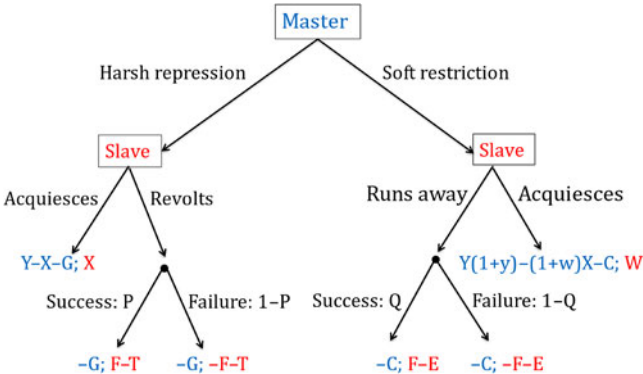 Master
Harsh repression Soft restriction
Slave Slave
Acquiesces Revolts Runs away Acquiesces
Y–X–G; X Y(1+y)–(1+w)X–C; W
Success: P Failure: 1–P Success: Q Failure: 1–Q
–G; F–T –G; –F–T –C; F–E –C; –F–E